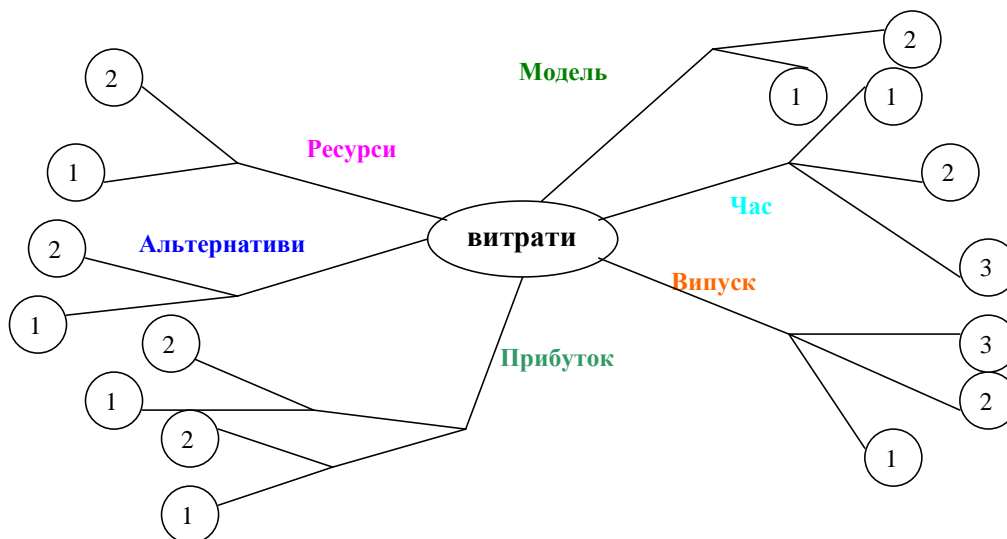 2
Модель
1
1
2
Ресурси
1
2
Час
витрати
2
Альтернативи
3
1
Випуск
2
Прибуток
3
1
2
2
1
1